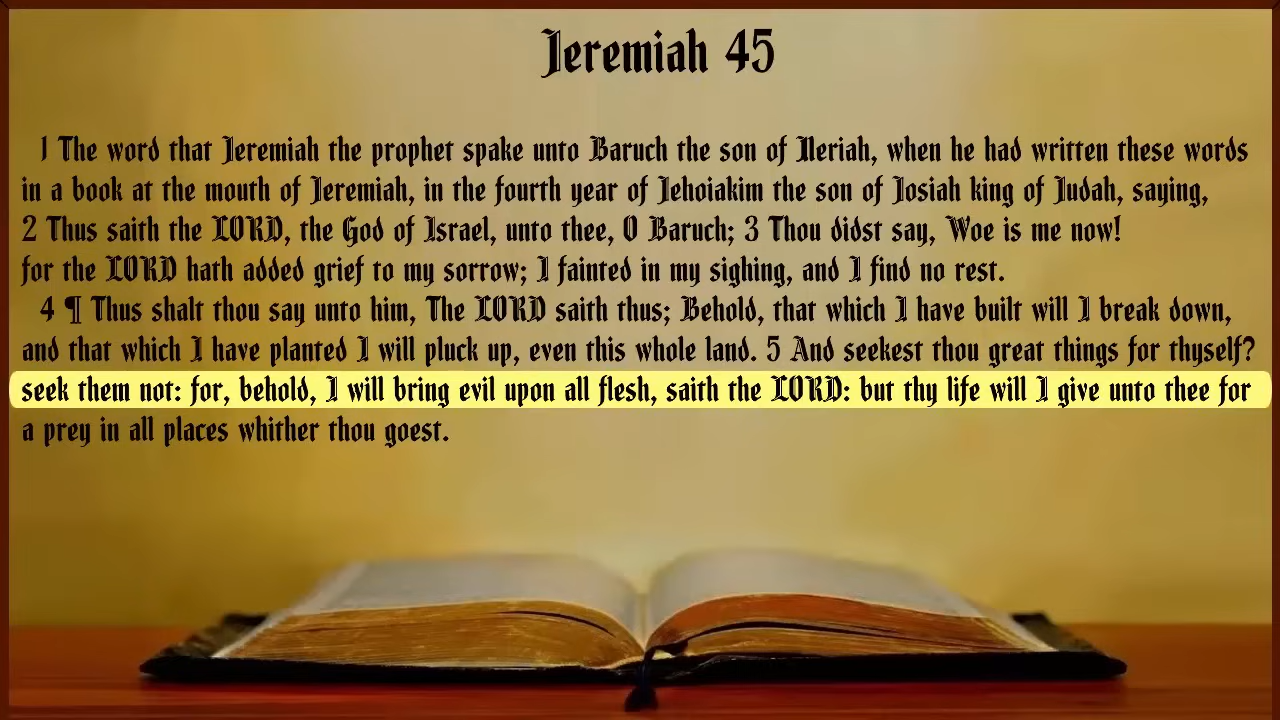 Jeremiah 45
1 The word that Jeremiah the prophet spake unto Baruch the son of Neriah, when he had written these words
in a book at the mouth of Jeremiah, in the fourth year of Jehoiakim the son of Josiah king of Judah, saying,
2 Thus saith the LORD, the God of Israel, unto thee, O Baruch; 3 Thou didst say, Woe is me now!
for the LORD hath added grief to my sorrow; I fainted in my sighing, and I find no rest.
4 ¶ Thus shalt thou say unto him, The LORD saith thus; Behold, that which I have built will I break down,
and that which I have planted I will pluck up, even this whole land. 5 And seekest thou great things for thyself?
seek them not: for, behold, I will bring evil upon all flesh, saith the LORD: but thy life will I give unto thee for
a prey in all places whither thou goest.